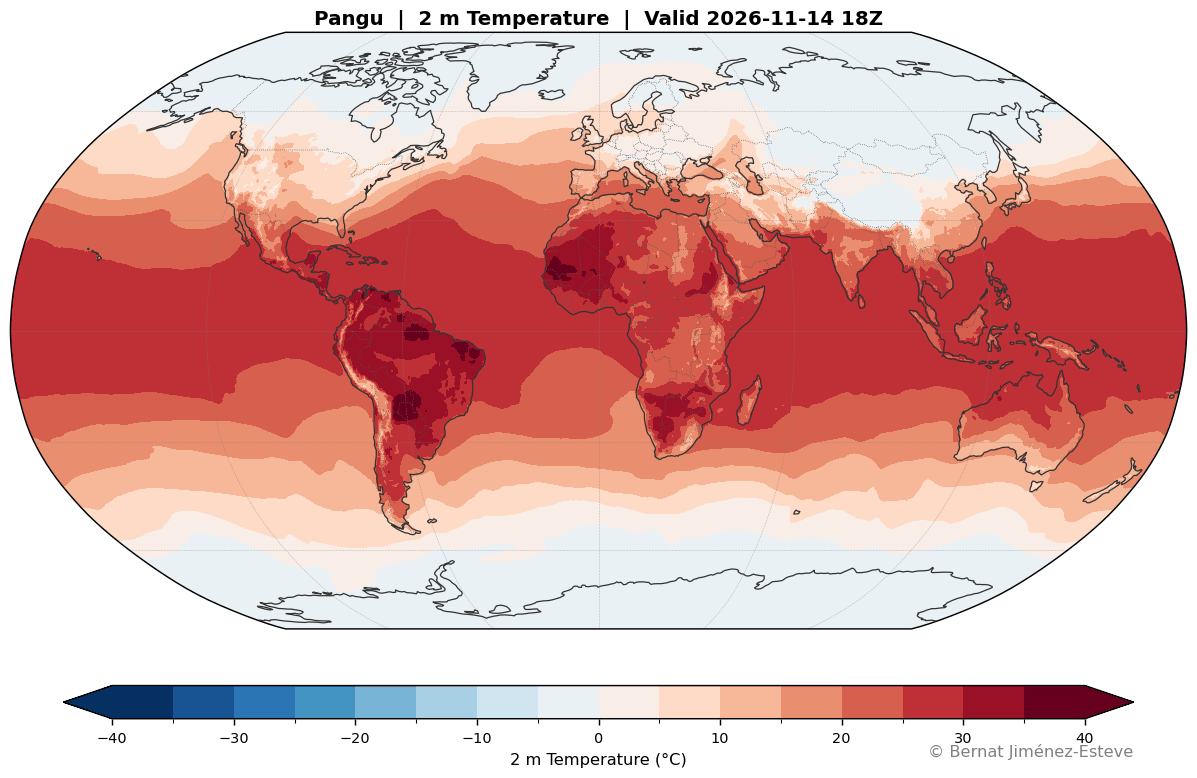 Pangu | 2 m Temperature | Valid 2026-11-14 18Z
−40 −30 −20 −10 0 10 20 30 40
2 m Temperature (°C)
© Bernat Jiménez-Esteve